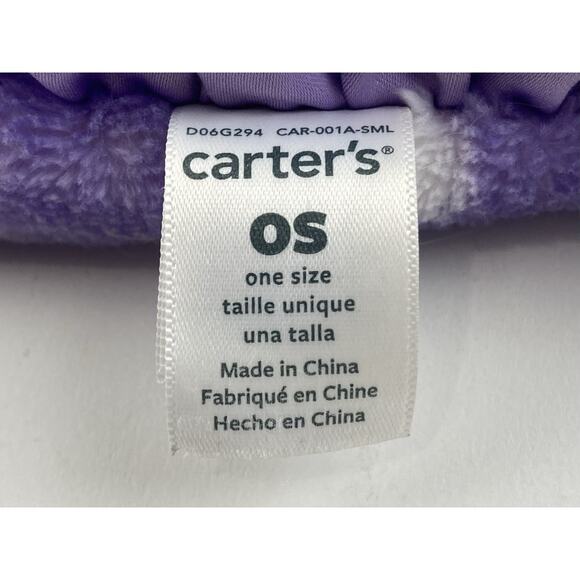 D06G294 CAR-001A-SML
carter's®
OS
one size
taille unique
una talla
Made in China
Fabriqué en Chine
Hecho en China